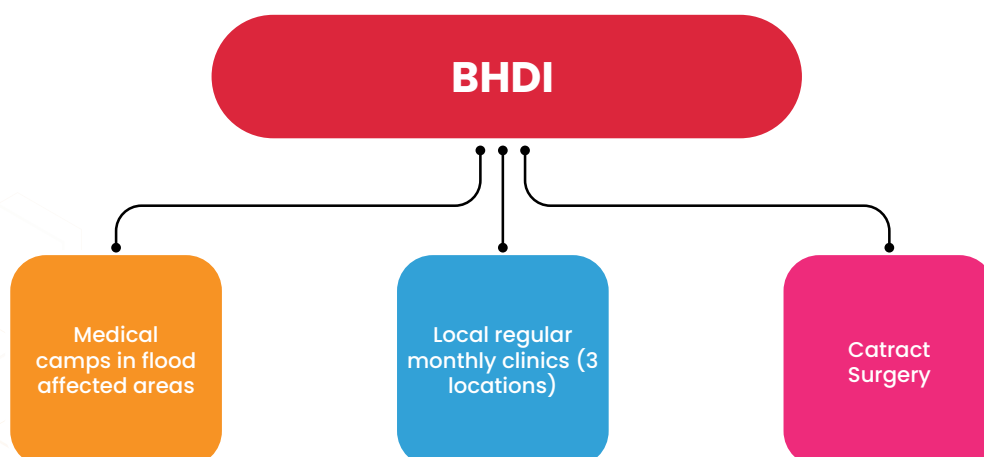 BHDI
Medical
camps in flood
affected areas
Local regular
monthly clinics (3
locations)
Catract
Surgery